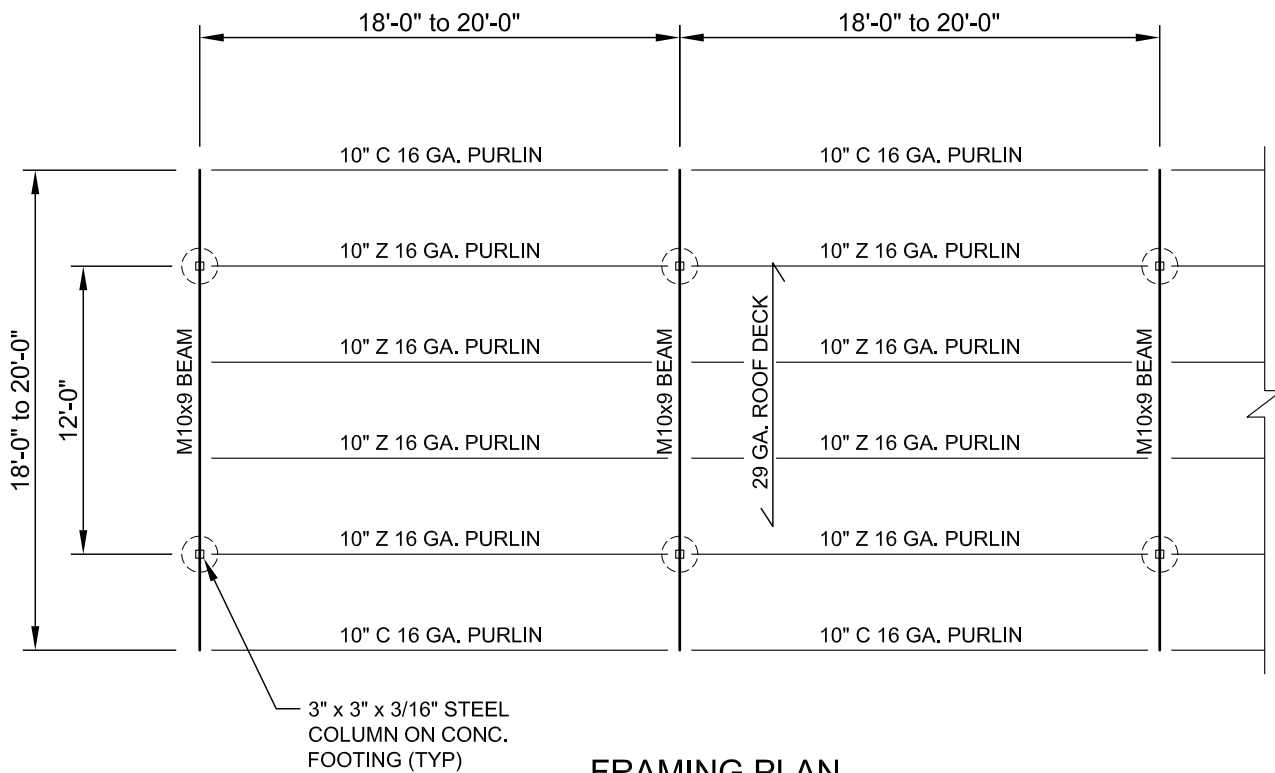 18'-0" to 20'-0"
18'-0" to 20'-0"
10" C 16 GA. PURLIN
10" C 16 GA. PURLIN
10" Z 16 GA. PURLIN
10" Z 16 GA. PURLIN
18'-0" to 20'-0"
12'-0"
M10x9 BEAM
10" Z 16 GA. PURLIN
M10x9 BEAM
29 GA. ROOF DECK
10" Z 16 GA. PURLIN
M10x9 BEAM
10" Z 16 GA. PURLIN
10" Z 16 GA. PURLIN
10" Z 16 GA. PURLIN
10" Z 16 GA. PURLIN
10" C 16 GA. PURLIN
10" C 16 GA. PURLIN
3" x 3" x 3/16" STEEL
COLUMN ON CONC.
FOOTING (TYP)
FRAMING PLAN